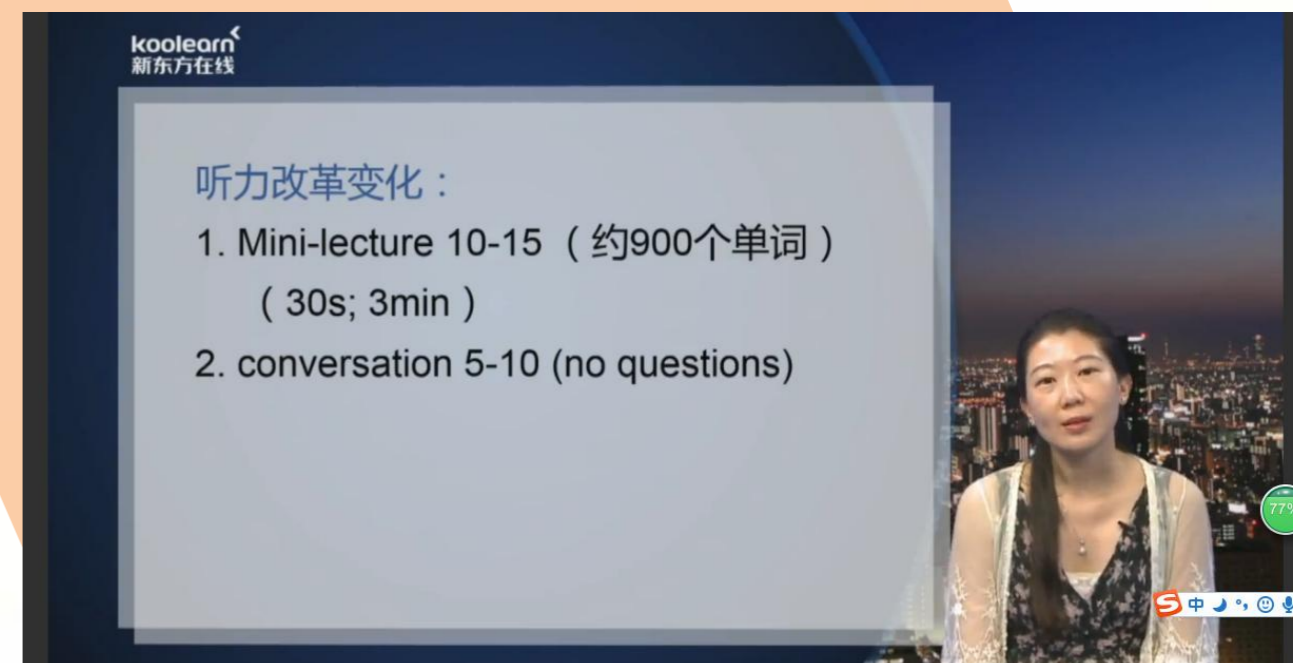 koolearn
新东方在线
听力改革变化：
1. Mini-lecture 10-15 （约900个单词）
（30s; 3min）
2. conversation 5-10 (no questions)
77%
中